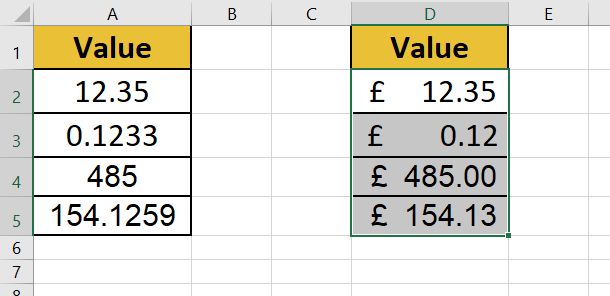 A B C D E
1 Value Value
2 12.35 £ 12.35
3 0.1233 £ 0.12
4 485 £ 485.00
5 154.1259 £ 154.13
6
7
8